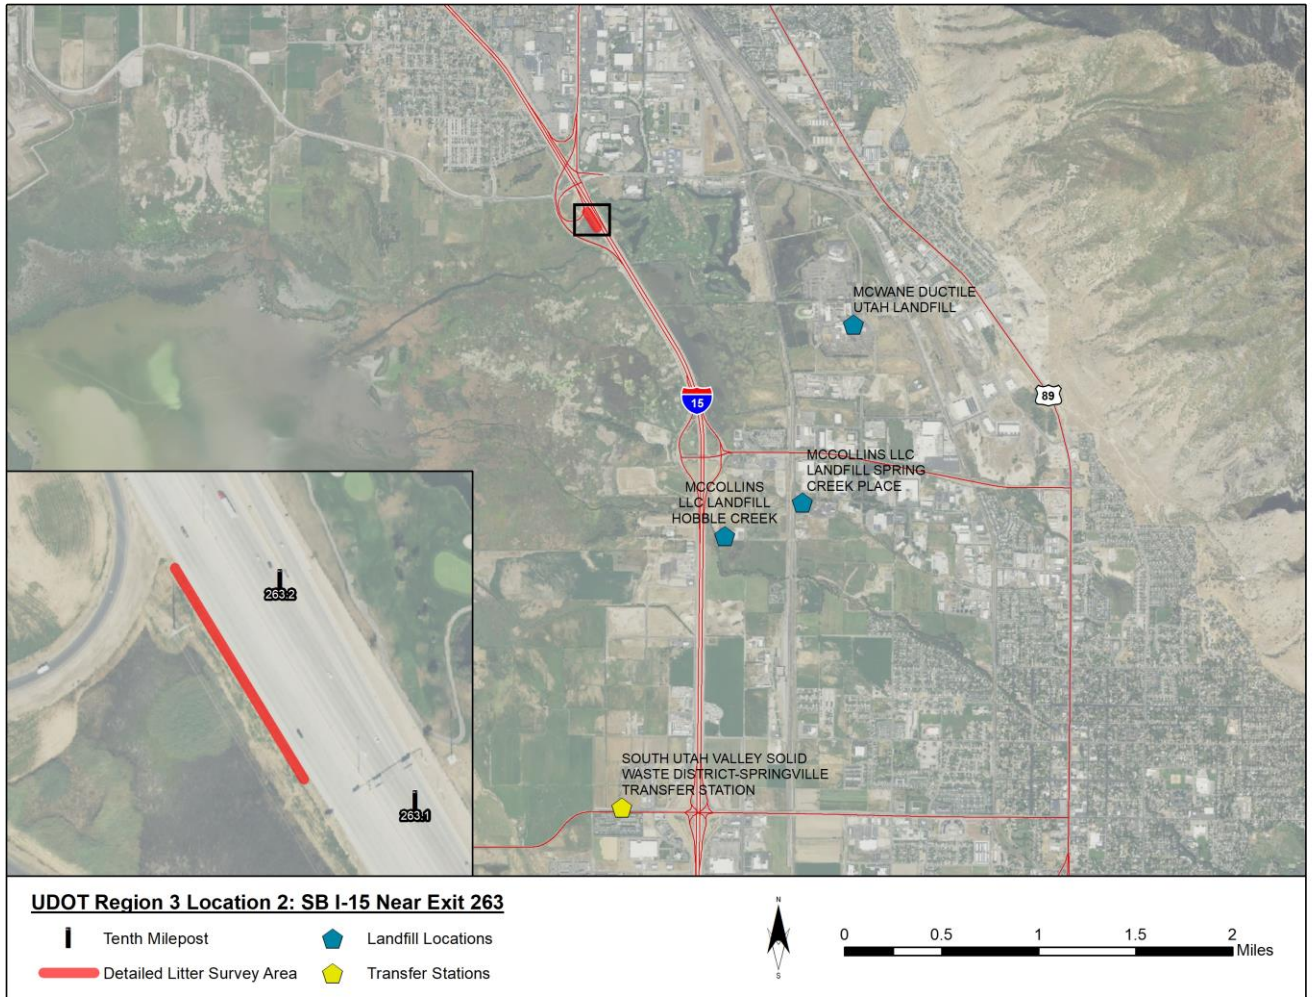 MCWANE DUCTILE
UTAH LANDFILL
89
15
MCCOLLINS LLC
LANDFILL SPRING
CREEK PLACE
MCCOLLINS
LLC LANDFILL
HOBBLE CREEK
263.2
263.1
SOUTH UTAH VALLEY SOLID
WASTE DISTRICT-SPRINGVILLE
TRANSFER STATION
UDOT Region 3 Location 2: SB I-15 Near Exit 263
Tenth Milepost
Landfill Locations
Detailed Litter Survey Area
Transfer Stations
N
S
0 0.5 1 1.5 2
Miles